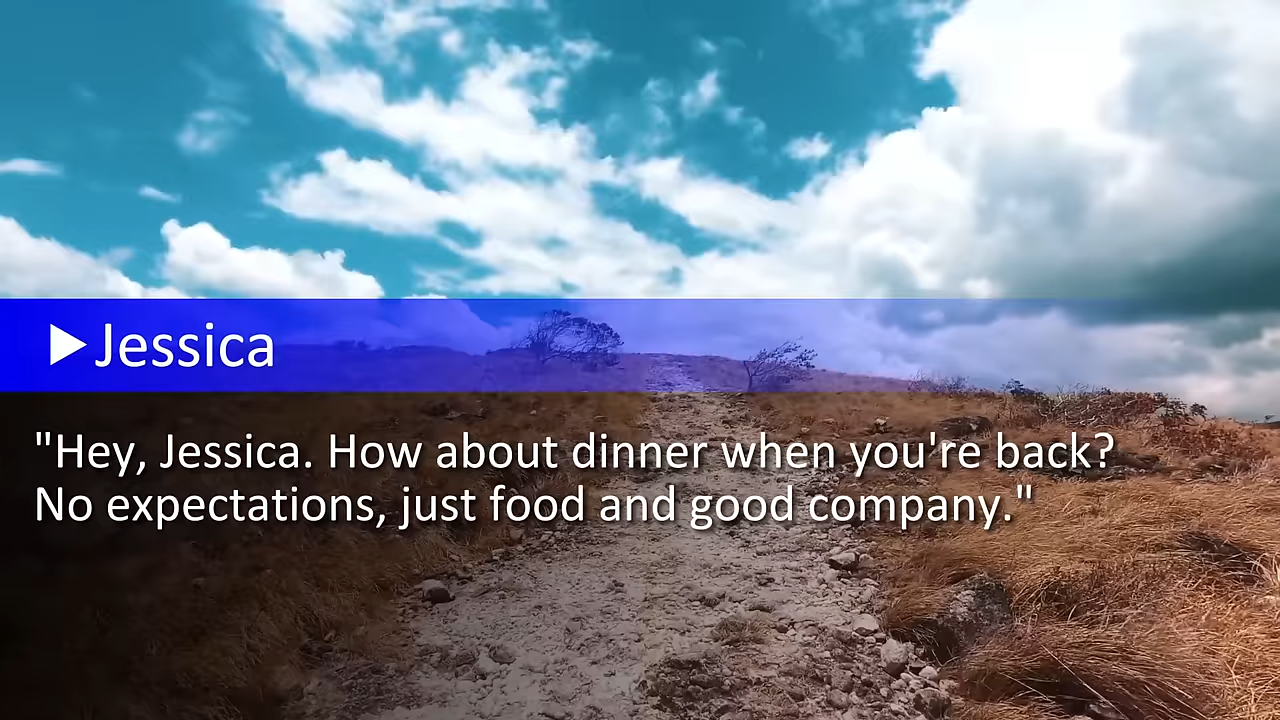 ▶Jessica
"Hey, Jessica. How about dinner when you're back?
No expectations, just food and good company."